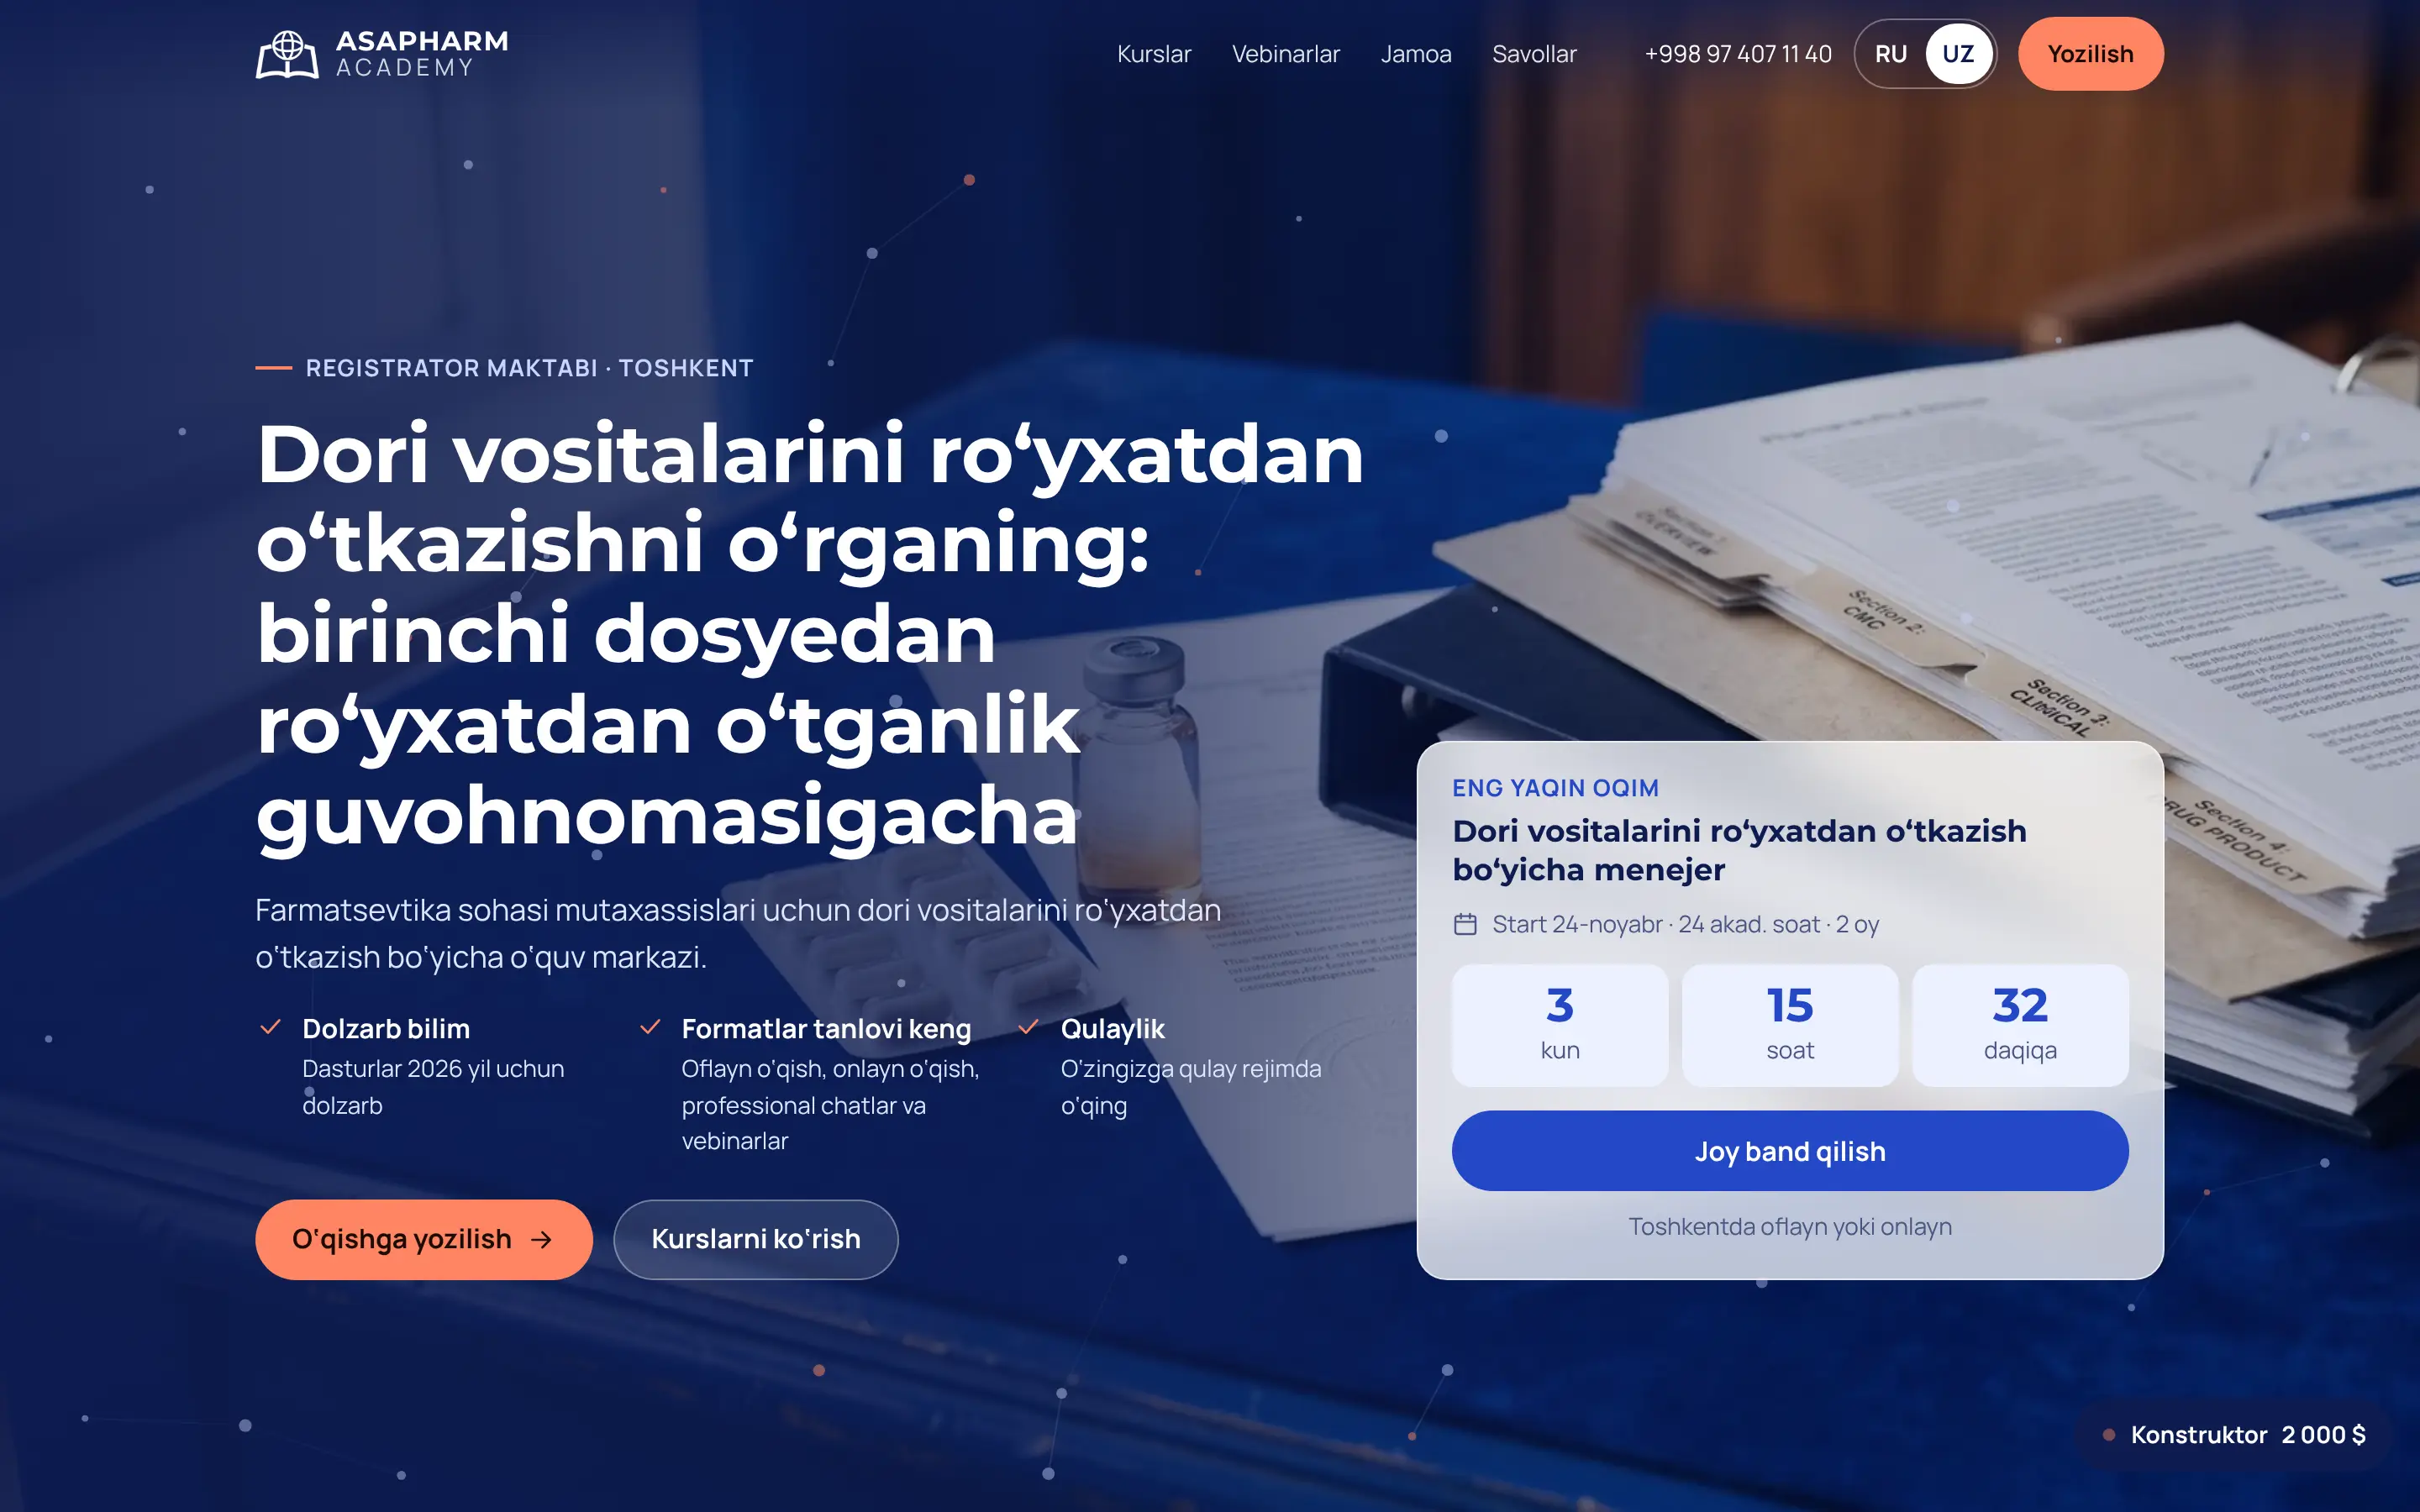 ASAPHARM
ACADEMY
Kurslar Vebinarlar Jamoa Savollar +998 97 407 11 40 RU UZ Yozilish
REGISTRATOR MAKTABI · TOSHKENT
Dori vositalarini ro‘yxatdan
o‘tkazishni o‘rganing:
birinchi dosyedan
ro‘yxatdan o‘tganlik
guvohnomasigacha
Farmatsevtika sohasi mutaxassislari uchun dori vositalarini ro‘yxatdan
o‘tkazish bo‘yicha o‘quv markazi.
Dolzarb bilim
Dasturlar 2026 yil uchun
dolzarb
Formatlar tanlovi keng
Oflayn o‘qish, onlayn o‘qish,
professional chatlar va
vebinarlar
Qulaylik
O‘zingizga qulay rejimda
o‘qing
O‘qishga yozilish →
Kurslarni ko‘rish
OVERVIEW
Section 2:
CMC
Section 3:
CLINICAL
Section 4:
DRUG PRODUCT
ENG YAQIN OQIM
Dori vositalarini ro‘yxatdan o‘tkazish
bo‘yicha menejer
Start 24-noyabr · 24 akad. soat · 2 oy
3 15 32
kun soat daqiqa
Joy band qilish
Toshkentda oflayn yoki onlayn
Konstruktor 2 000 $